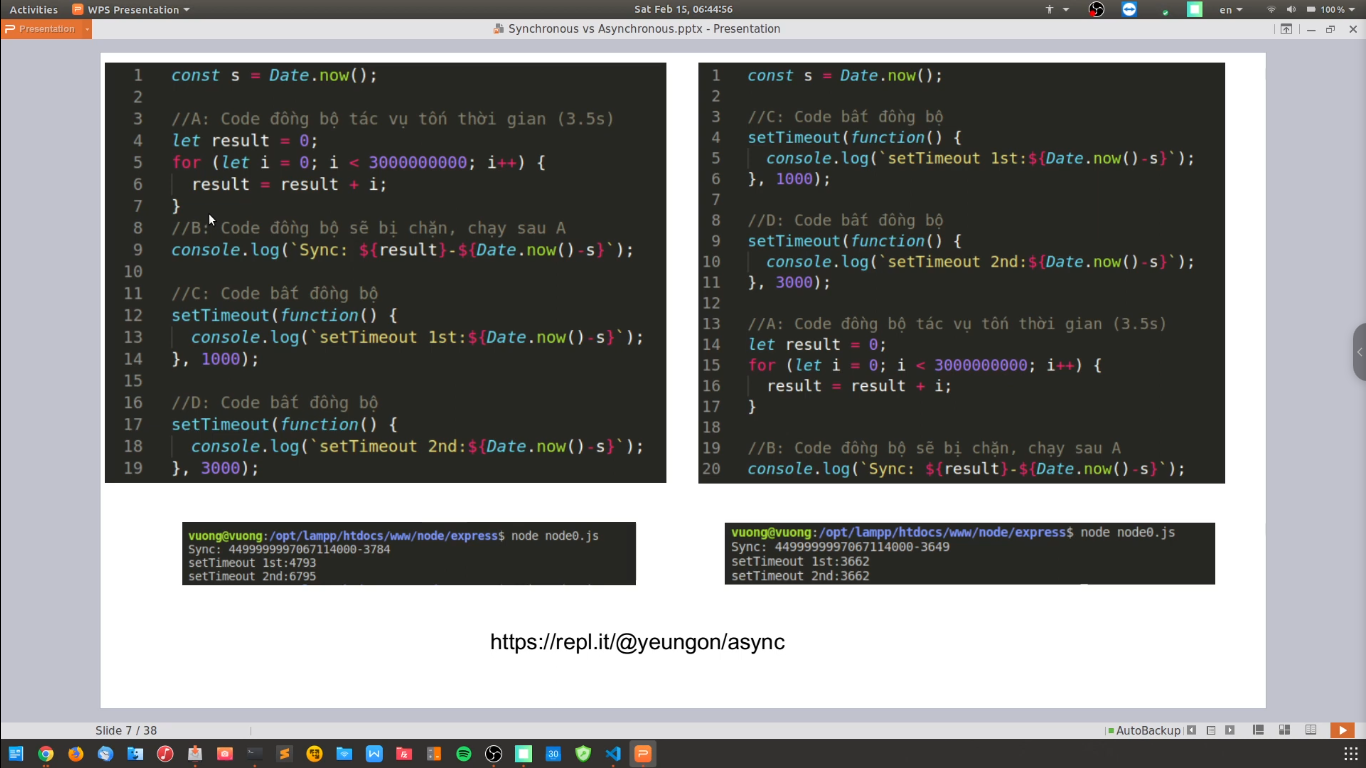 Activities
WPS Presentation
Sat Feb 15, 06:44:56
en
100%
Presentation
Synchronous vs Asynchronous.pptx - Presentation
1 const s = Date.now();
2
3 //A: Code đồng bộ tác vụ tốn thời gian (3.5s)
4 let result = 0;
5 for (let i = 0; i < 3000000000; i++) {
6 result = result + i;
7 }
8 //B: Code đồng bộ sẽ bị chặn, chạy sau A
9 console.log(`Sync: ${result}-${Date.now()-s}`);
10
11 //C: Code bất đồng bộ
12 setTimeout(function() {
13 console.log(`setTimeout 1st:${Date.now()-s}`);
14 }, 1000);
15
16 //D: Code bất đồng bộ
17 setTimeout(function() {
18 console.log(`setTimeout 2nd:${Date.now()-s}`);
19 }, 3000);
1 const s = Date.now();
2
3 //C: Code bất đồng bộ
4 setTimeout(function() {
5 console.log(`setTimeout 1st:${Date.now()-s}`);
6 }, 1000);
7
8 //D: Code bất đồng bộ
9 setTimeout(function() {
10 console.log(`setTimeout 2nd:${Date.now()-s}`);
11 }, 3000);
12
13 //A: Code đồng bộ tác vụ tốn thời gian (3.5s)
14 let result = 0;
15 for (let i = 0; i < 3000000000; i++) {
16 result = result + i;
17 }
18
19 //B: Code đồng bộ sẽ bị chặn, chạy sau A
20 console.log(`Sync: ${result}-${Date.now()-s}`);
vuong@vuong:/opt/lampp/htdocs/www/node/express$ node node0.js
Sync: 4499999997067114000-3784
setTimeout 1st:4793
setTimeout 2nd:6795
vuong@vuong:/opt/lampp/htdocs/www/node/express$ node node0.js
Sync: 4499999997067114000-3649
setTimeout 1st:3662
setTimeout 2nd:3662
https://repl.it/@yeungon/async
Slide 7 / 38
AutoBackup
30